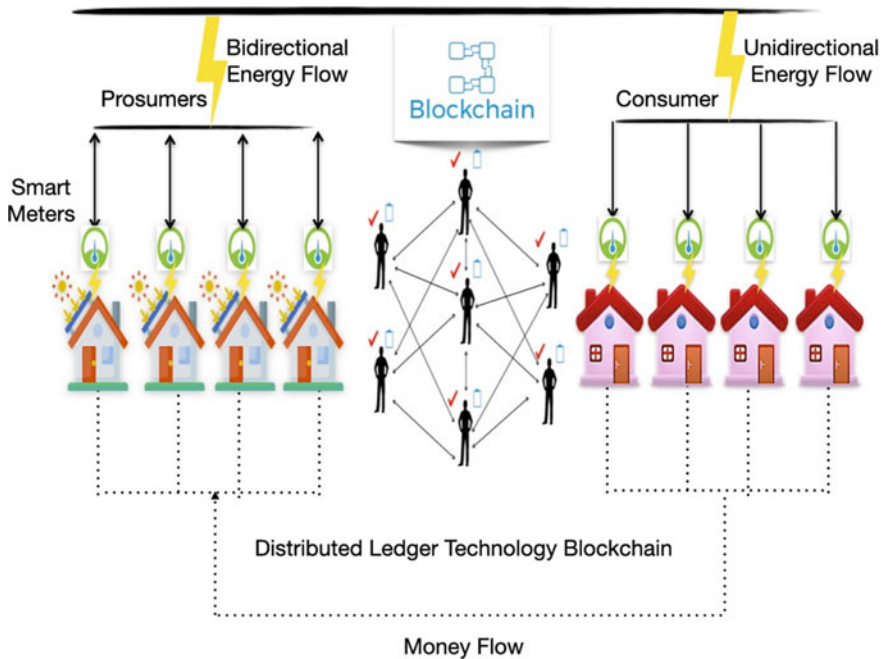 Bidirectional
Energy Flow
Prosumers
Blockchain
Unidirectional
Energy Flow
Consumer
Smart
Meters
Distributed Ledger Technology Blockchain
Money Flow